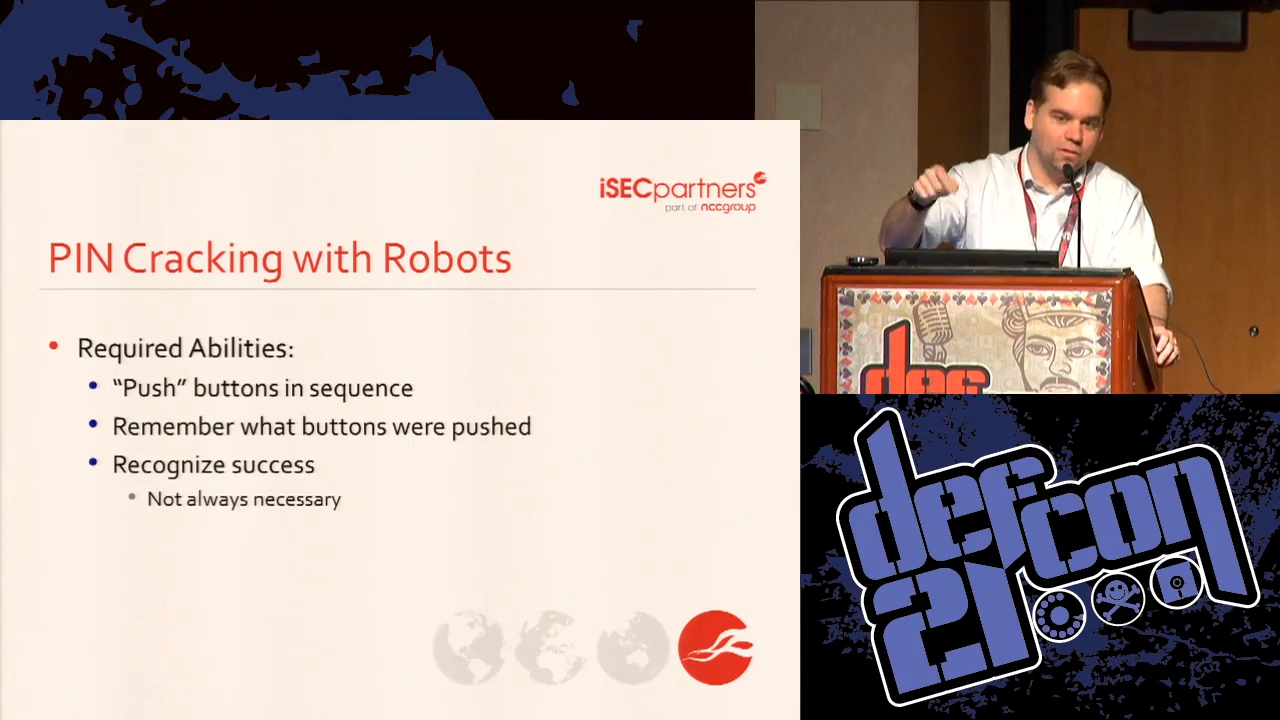 iSECpartners
part of nccgroup
PIN Cracking with Robots
Required Abilities:
“Push” buttons in sequence
Remember what buttons were pushed
Recognize success
Not always necessary
def
defcon
21